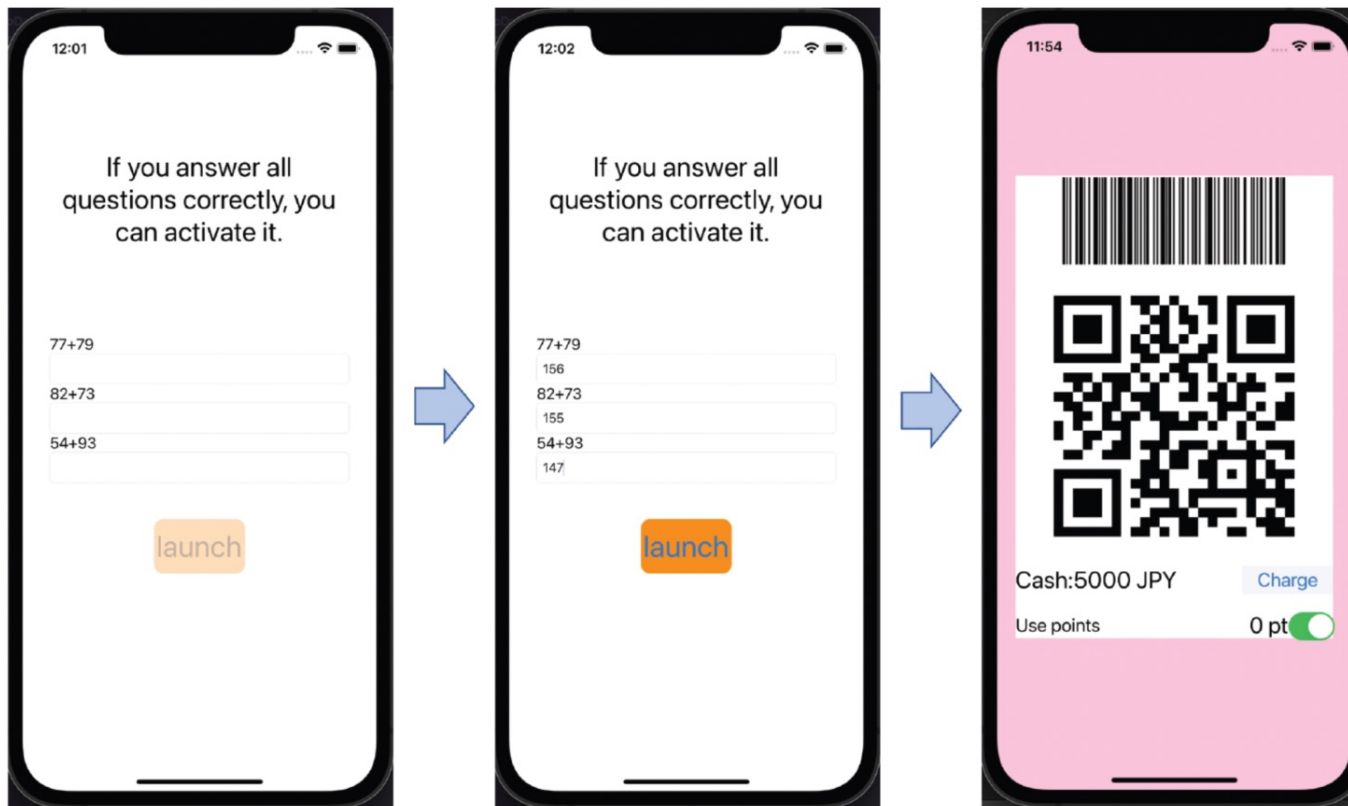 12:01
If you answer all
questions correctly, you
can activate it.
77+79
82+73
54+93
launch
12:02
If you answer all
questions correctly, you
can activate it.
77+79
156
82+73
155
54+93
147
launch
11:54
Cash:5000 JPY
Charge
Use points
0 pt